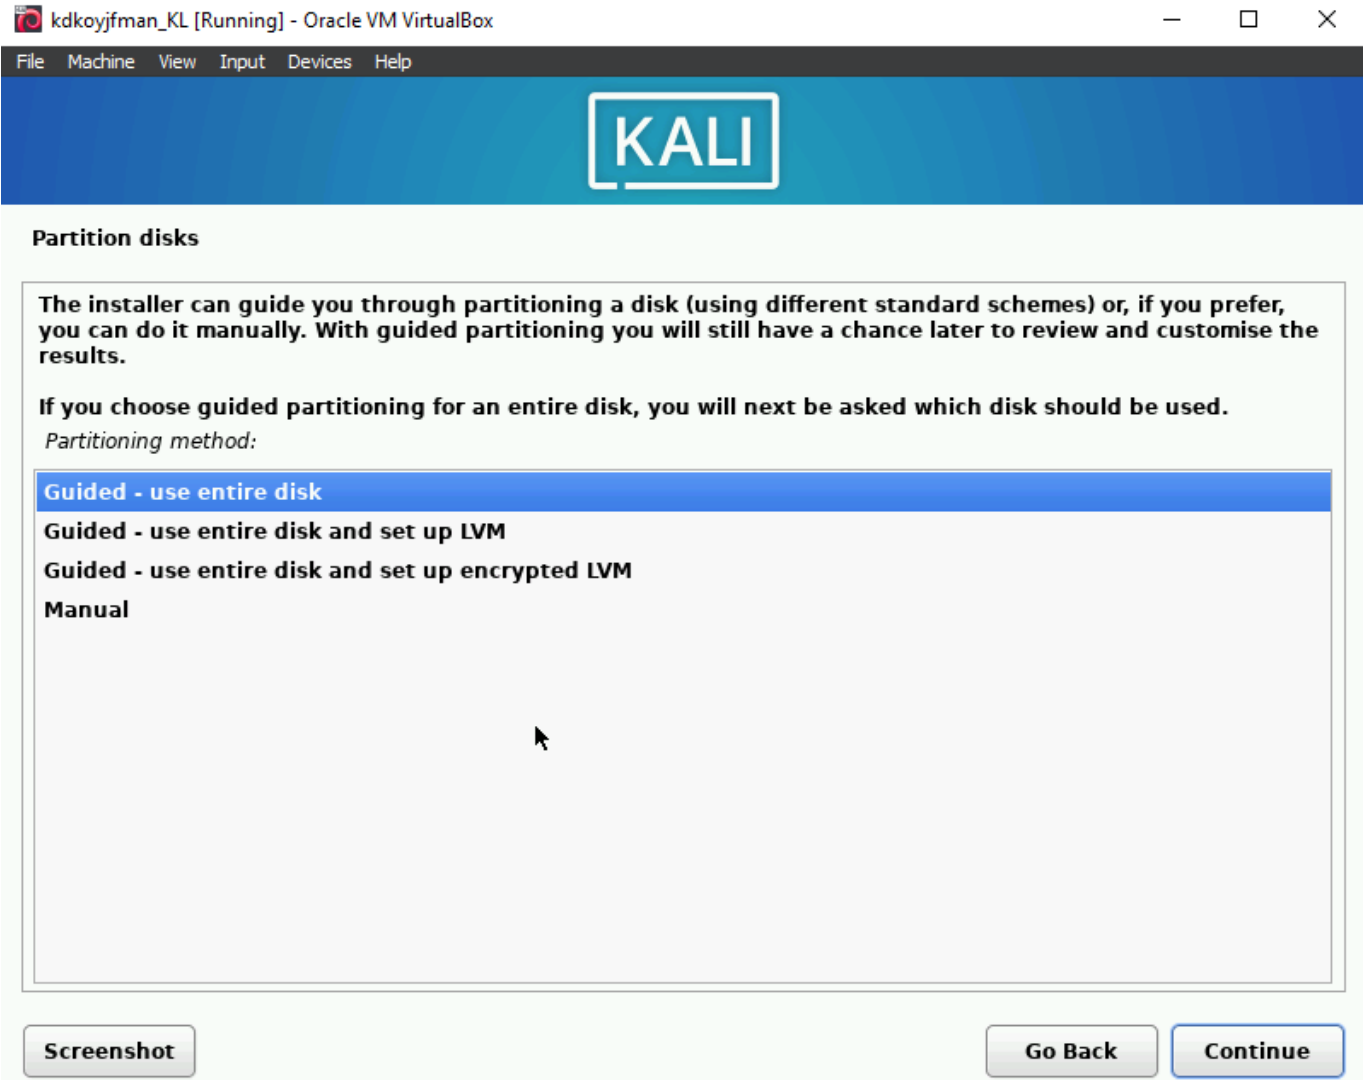 kdkoyjfman_KL [Running] - Oracle VM VirtualBox
File Machine View Input Devices Help
KALI
Partition disks
The installer can guide you through partitioning a disk (using different standard schemes) or, if you prefer,
you can do it manually. With guided partitioning you will still have a chance later to review and customise the
results.
If you choose guided partitioning for an entire disk, you will next be asked which disk should be used.
Partitioning method:
Guided - use entire disk
Guided - use entire disk and set up LVM
Guided - use entire disk and set up encrypted LVM
Manual
Screenshot Go Back Continue